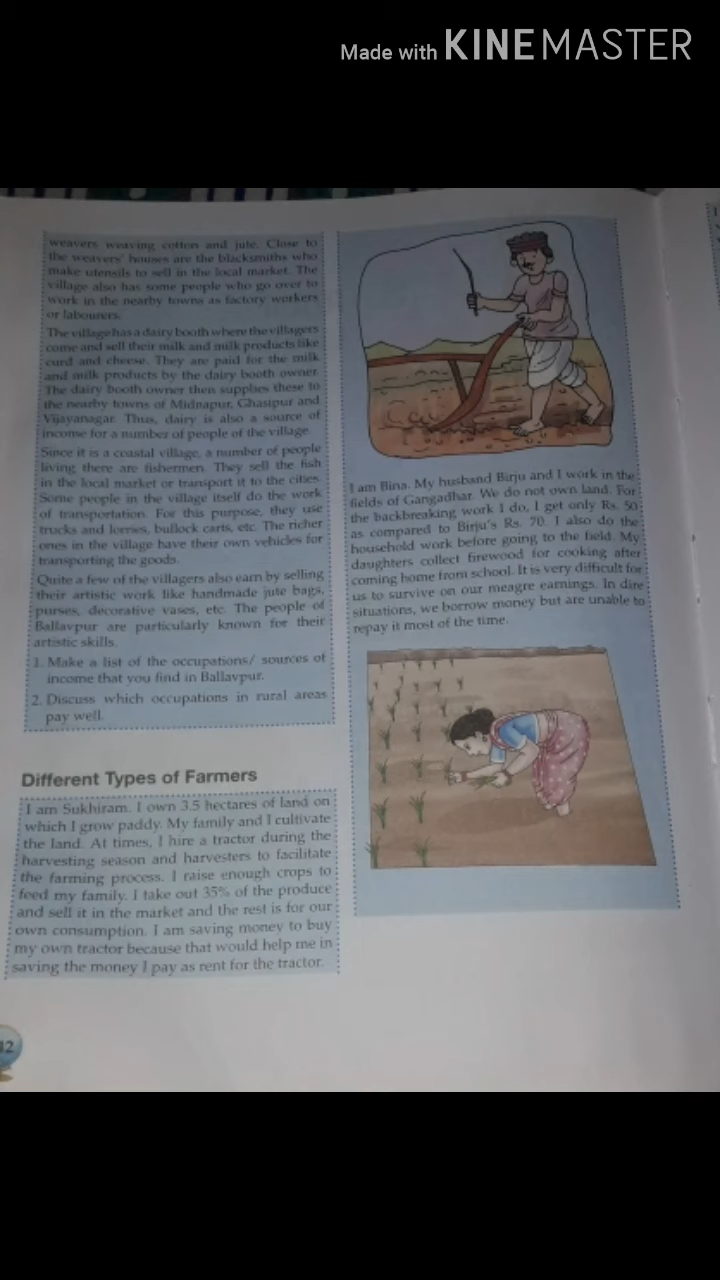 Made with KINEMASTER
weavers weaving cotton and jute. Close to
the weavers' houses are the blacksmiths who
make utensils to sell in the local market. The
village also has some people who go over to
work in the nearby towns as factory workers
or labourers.
The village has a dairy booth where the villagers
come and sell their milk and milk products like
curd and cheese. They are paid for the milk
and milk products by the dairy booth owner.
The dairy booth owner then supplies these to
the nearby towns of Midnapur, Ghasipur and
Vijayanagar. Thus, dairy is also a source of
income for a number of people of the village.
Since it is a coastal village, a number of people
living there are fishermen. They sell the fish
in the local market or transport it to the cities.
Some people in the village itself do the work
of transportation. For this purpose, they use
trucks and lorries, bullock carts, etc. The richer
ones in the village have their own vehicles for
transporting the goods.
Quite a few of the villagers also earn by selling
their artistic work like handmade jute bags,
purses, decorative vases, etc. The people of
Ballavpur are particularly known for their
artistic skills.
1. Make a list of the occupations/ sources of
income that you find in Ballavpur.
2. Discuss which occupations in rural areas
pay well.
Different Types of Farmers
I am Sukhiram. I own 3.5 hectares of land on
which I grow paddy. My family and I cultivate
the land. At times, I hire a tractor during the
harvesting season and harvesters to facilitate
the farming process. I raise enough crops to
feed my family. I take out 35% of the produce
and sell it in the market and the rest is for our
own consumption. I am saving money to buy
my own tractor because that would help me in
saving the money I pay as rent for the tractor.
I am Bina. My husband Birju and I work in the
fields of Gangadhar. We do not own land. For
the backbreaking work I do, I get only Rs. 50
as compared to Birju's Rs. 70. I also do the
household work before going to the field. My
daughters collect firewood for cooking after
coming home from school. It is very difficult for
us to survive on our meagre earnings. In dire
situations, we borrow money but are unable to
repay it most of the time.